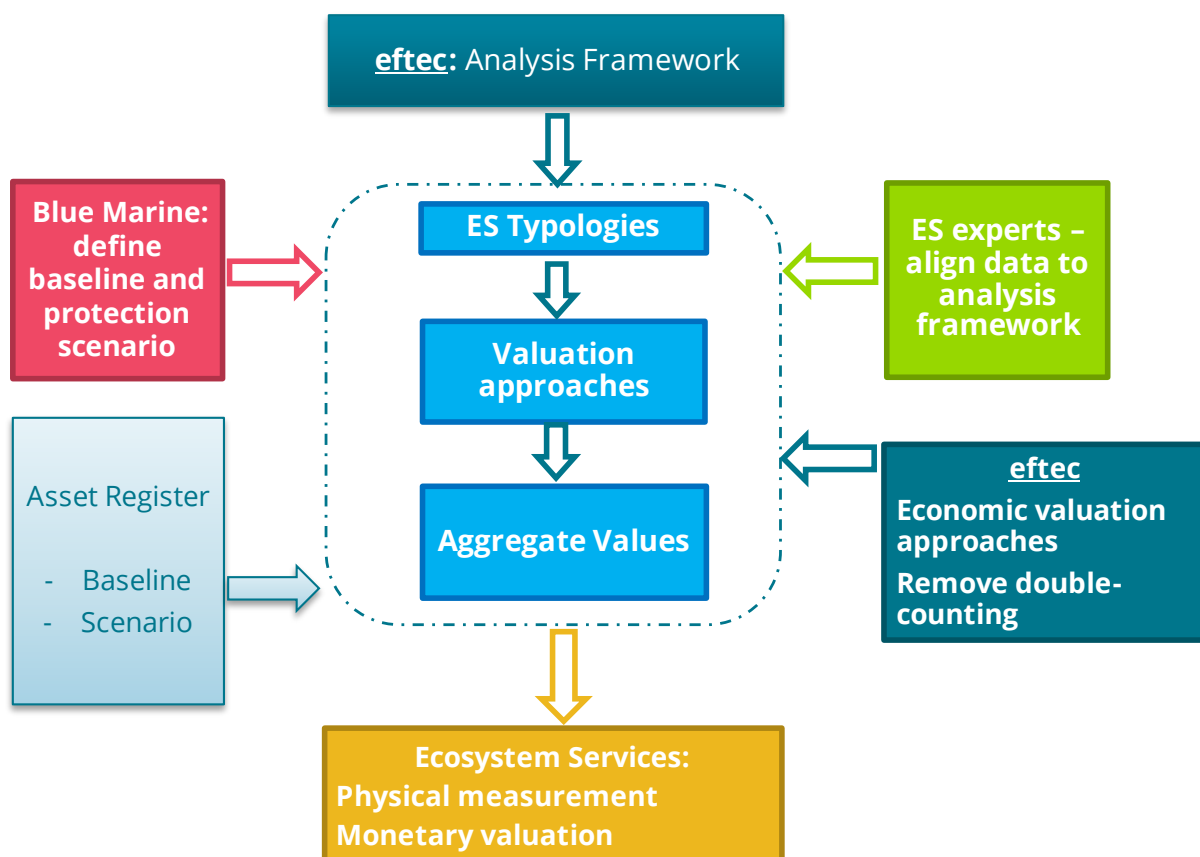 eftec: Analysis Framework
Blue Marine:
define
baseline and
protection
scenario
ES Typologies
Valuation
approaches
Aggregate Values
ES experts –
align data to
analysis
framework
Asset Register
- Baseline
- Scenario
eftec
Economic valuation
approaches
Remove double-
counting
Ecosystem Services:
Physical measurement
Monetary valuation